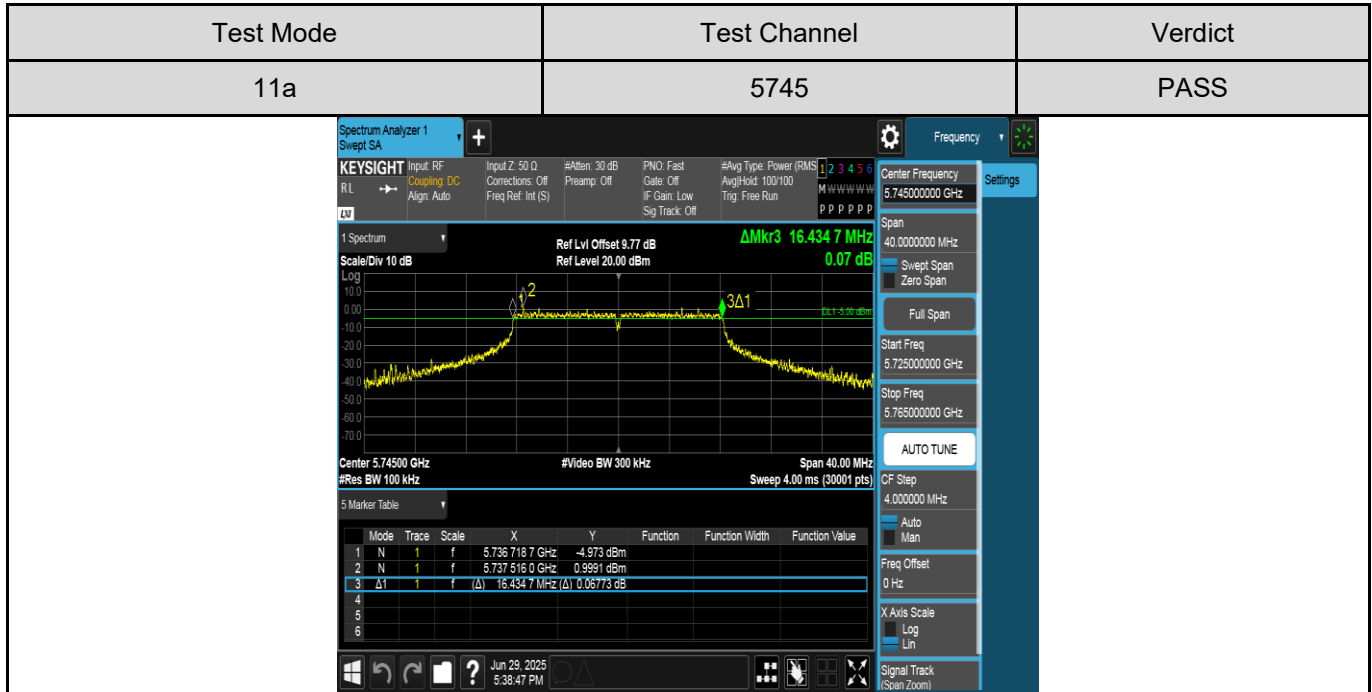 Test Mode Test Channel Verdict
11a 5745 PASS
Spectrum Analyzer 1
Swept SA
+
Frequency
KEYSIGHT Input: RF Input Z: 50 Ω #Atten: 30 dB PNO: Fast #Avg Type: Power (RMS 1 2 3 4 5 6
RL Coupling: DC Corrections: Off Preamp: Off Gate: Off Avg|Hold: 100/100 M W W W W W
Align: Auto Freq Ref: Int (S) IF Gain: Low Trig: Free Run
LXI Sig Track: Off P P P P P P
1 Spectrum
Ref Lvl Offset 9.77 dB
ΔMkr3 16.434 7 MHz
Scale/Div 10 dB Ref Level 20.00 dBm 0.07 dB
Log
10.0
0.00
-10.0
-20.0
-30.0
-40.0
-50.0
-60.0
-70.0
2
3Δ1
DL1 -5.00 dBm
Center 5.74500 GHz #Video BW 300 kHz Span 40.00 MHz
#Res BW 100 kHz Sweep 4.00 ms (30001 pts)
5 Marker Table
Mode Trace Scale X Y Function Function Width Function Value
1 N 1 f 5.736 718 7 GHz -4.973 dBm
2 N 1 f 5.737 516 0 GHz 0.9991 dBm
3 Δ1 1 f (Δ) 16.434 7 MHz (Δ) 0.06773 dB
4
5
6
Jun 29, 2025
5:38:47 PM
?
Center Frequency
5.745000000 GHz
Settings
Span
40.0000000 MHz
Swept Span
Zero Span
Full Span
Start Freq
5.725000000 GHz
Stop Freq
5.765000000 GHz
AUTO TUNE
CF Step
4.000000 MHz
Auto
Man
Freq Offset
0 Hz
X Axis Scale
Log
Lin
Signal Track
(Span Zoom)